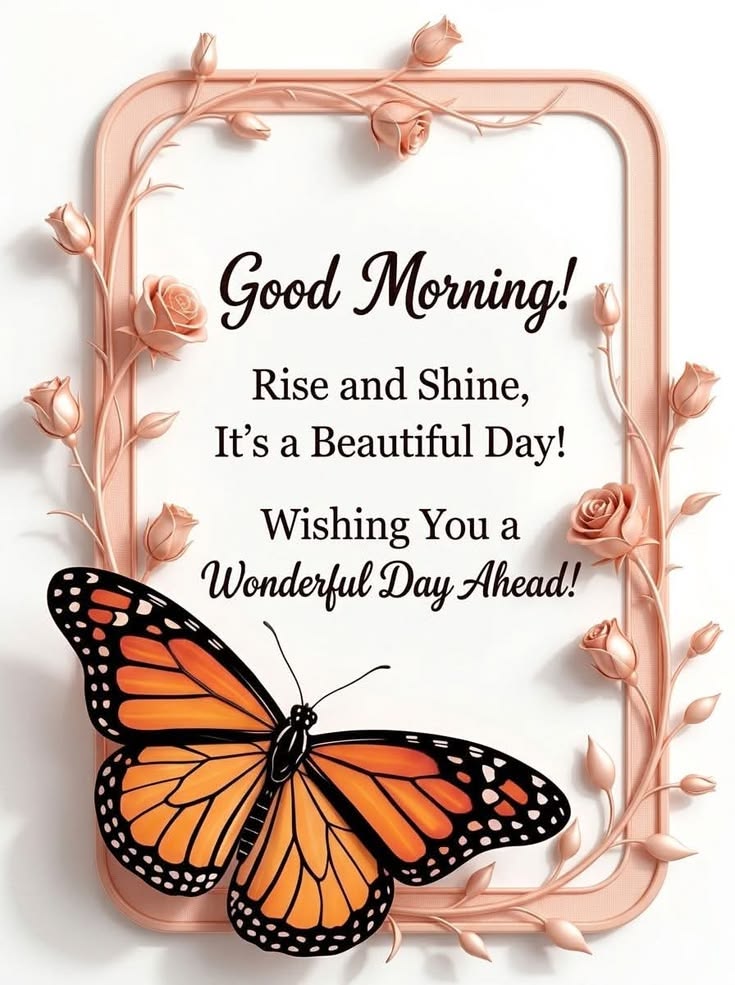 Good Morning!
Rise and Shine,
It's a Beautiful Day!
Wishing You a
Wonderful Day Ahead!